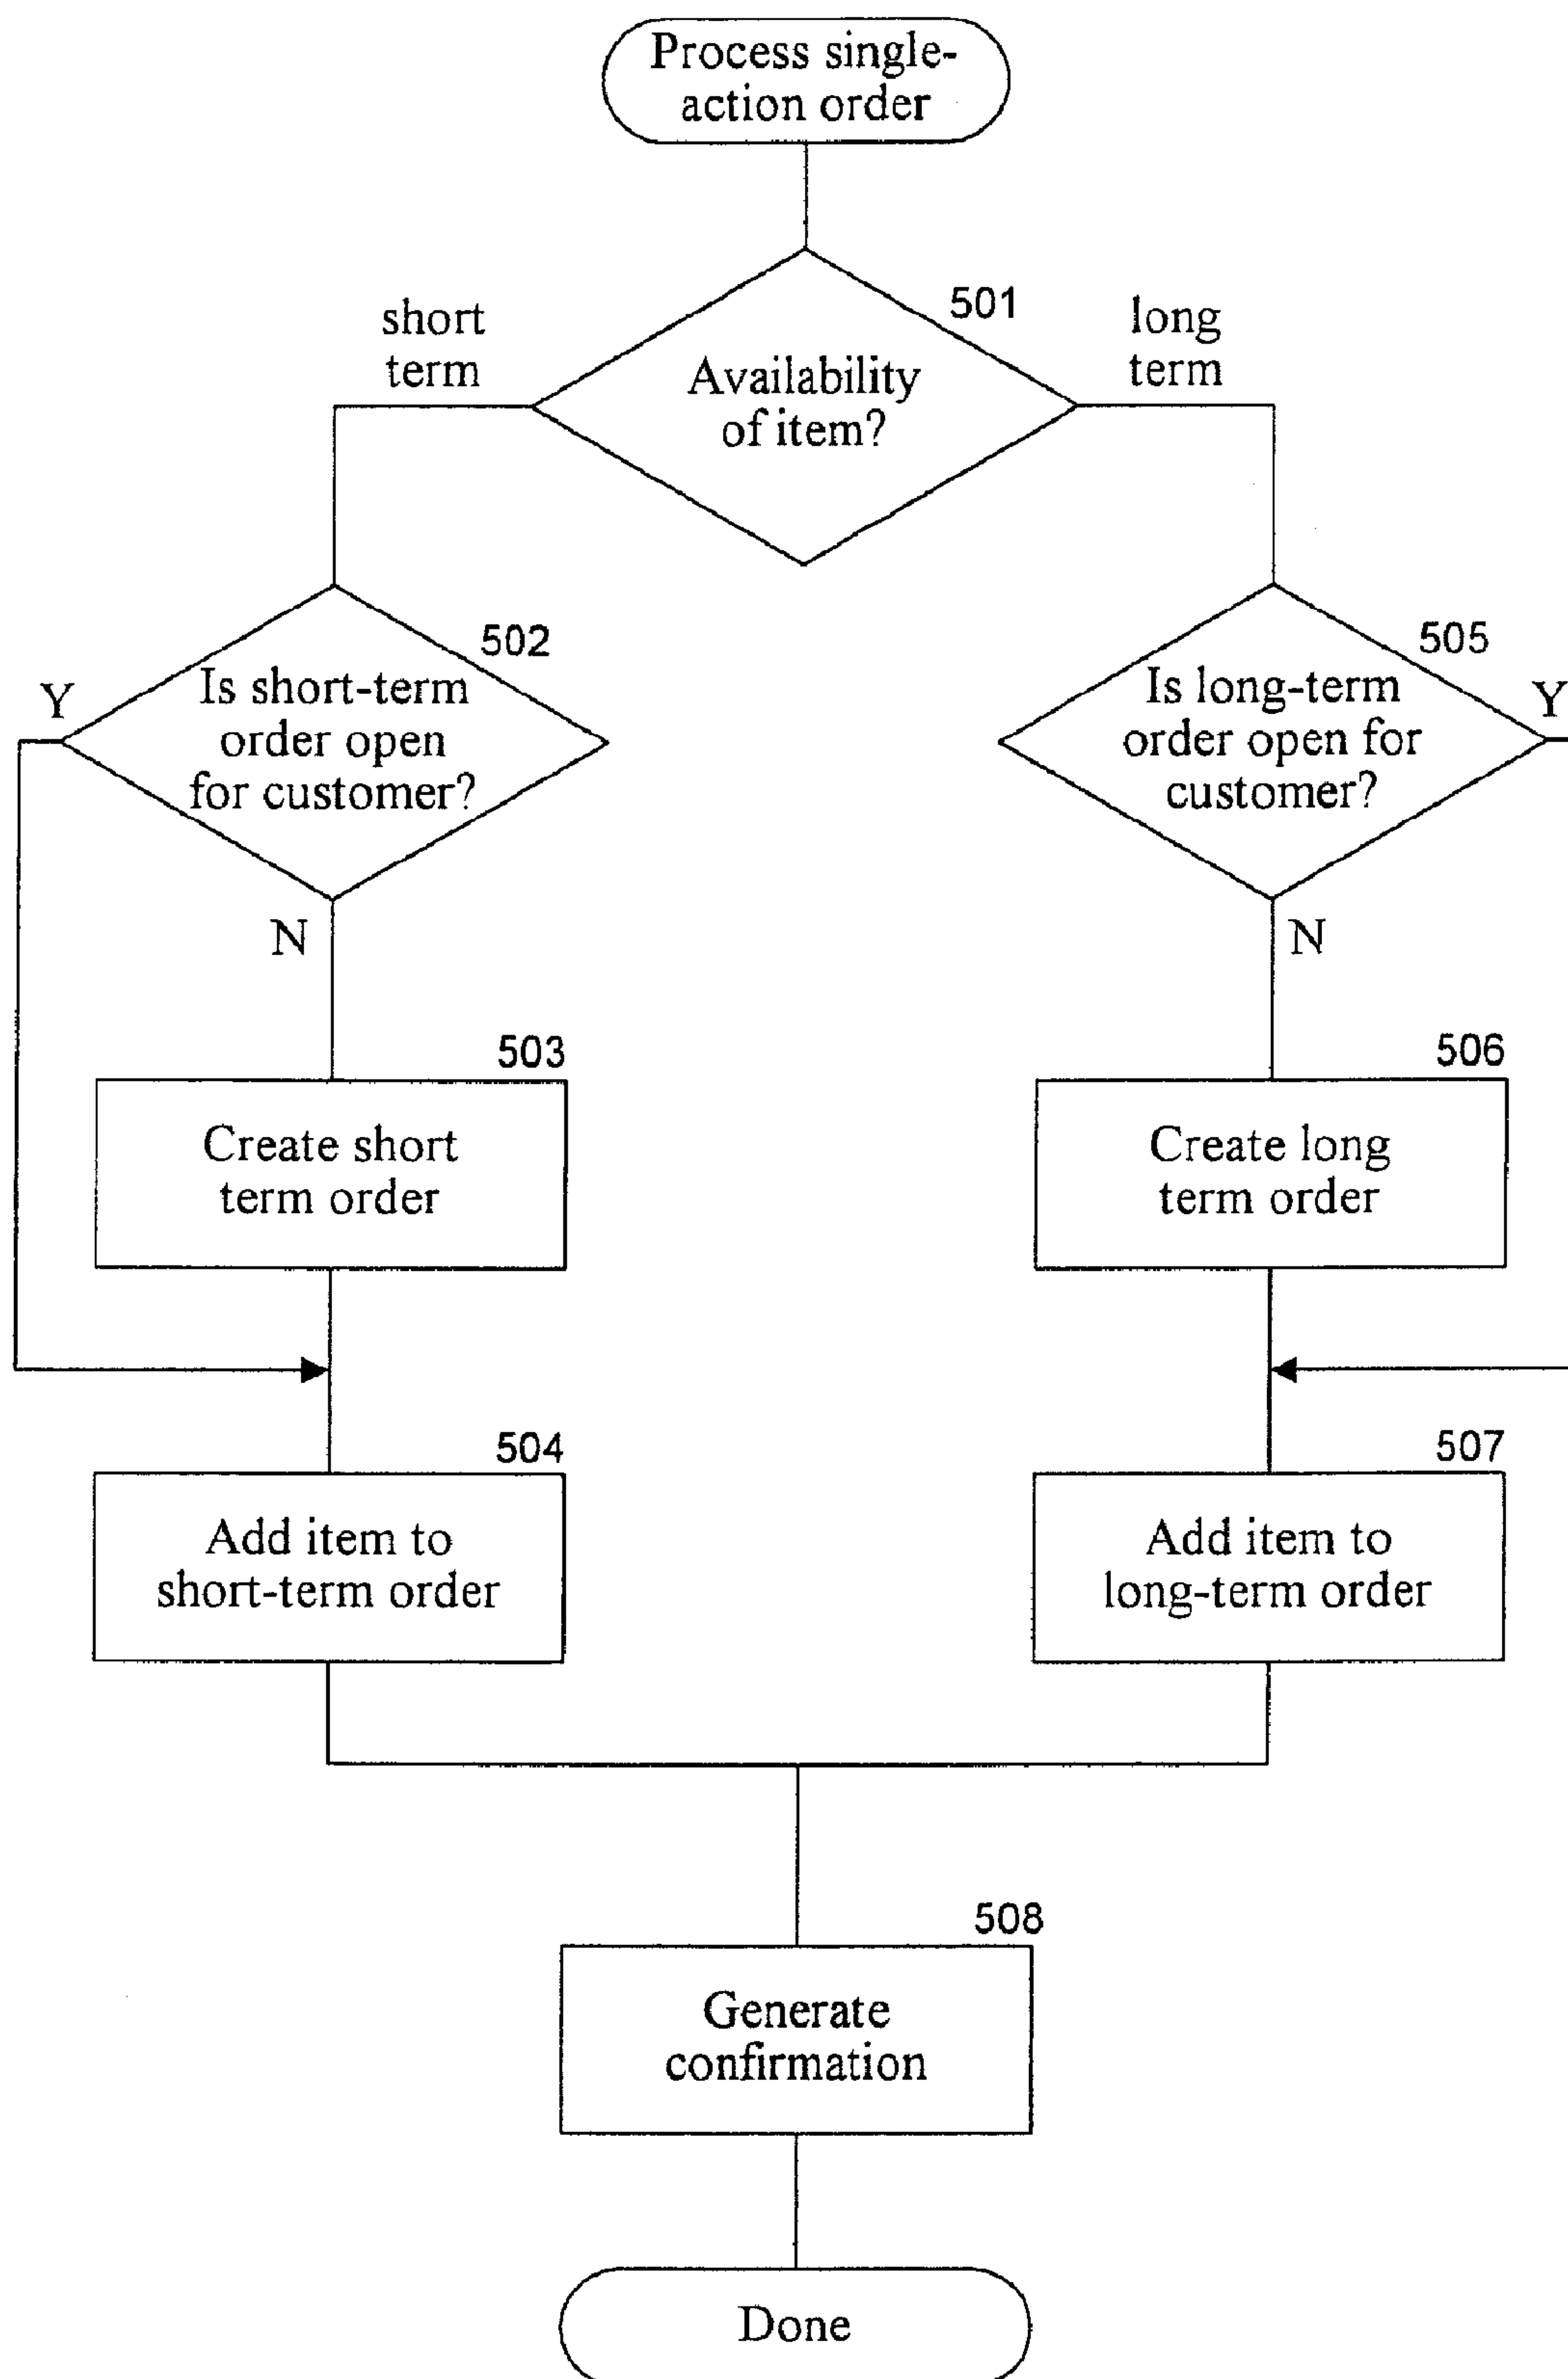 Process single-
action order
501
short
term
long
term
Availability
of item?
502
505
Y
Is short-term
order open
for customer?
Is long-term
order open for
customer?
Y
N
N
503
506
Create short
term order
Create long
term order
504
507
Add item to
short-term order
Add item to
long-term order
508
Generate
confirmation
Done